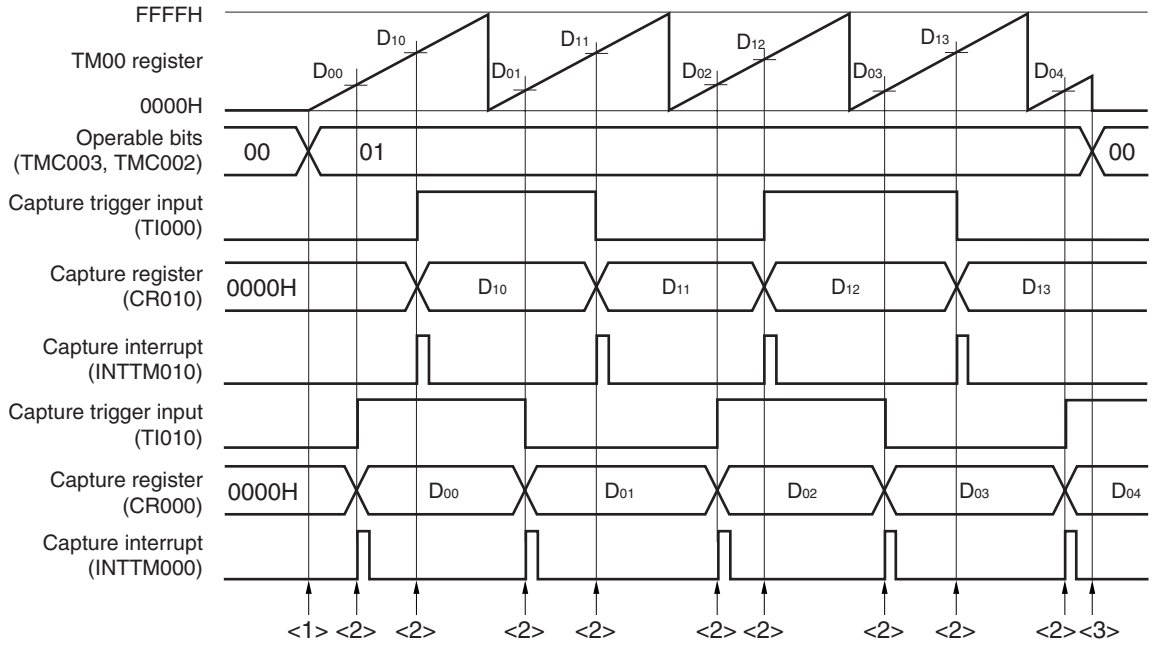 FFFFH
TM00 register
0000H
D10
D11
D12
D13
D00
D01
D02
D03
D04
Operable bits
(TMC003, TMC002)
00
01
00
Capture trigger input
(TI000)
Capture register
(CR010)
0000H
D10
D11
D12
D13
Capture interrupt
(INTTM010)
Capture trigger input
(TI010)
Capture register
(CR000)
0000H
D00
D01
D02
D03
D04
Capture interrupt
(INTTM000)
<1> <2> <2> <2> <2> <2> <2> <2> <2> <2> <3>